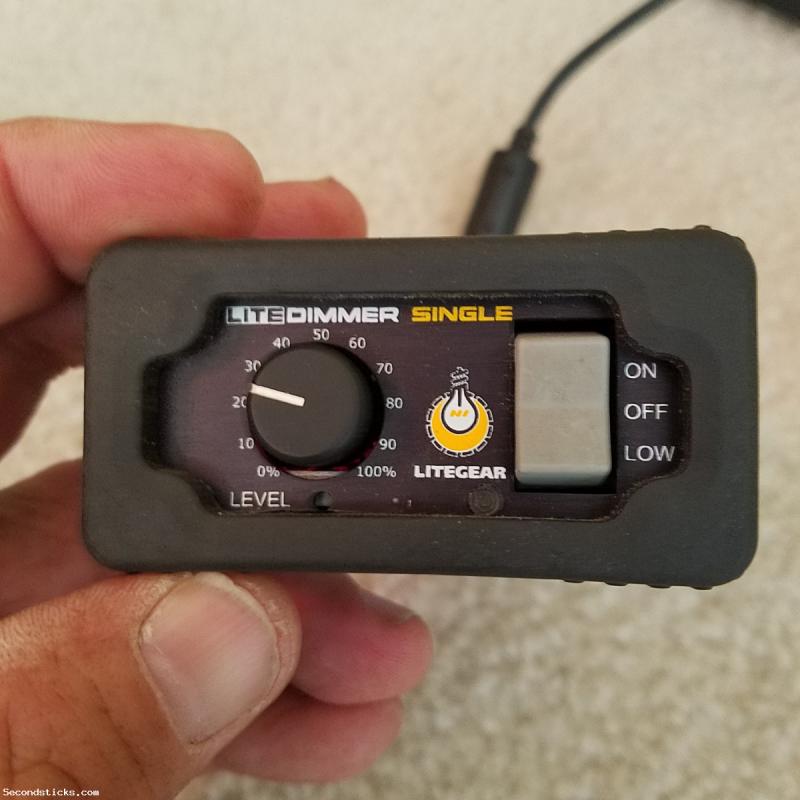 LITEDIMMER SINGLE
50
40 60
30 70
20 80
10 90
0% 100%
LEVEL
LITEGEAR
ON
OFF
LOW
Secondsticks.com